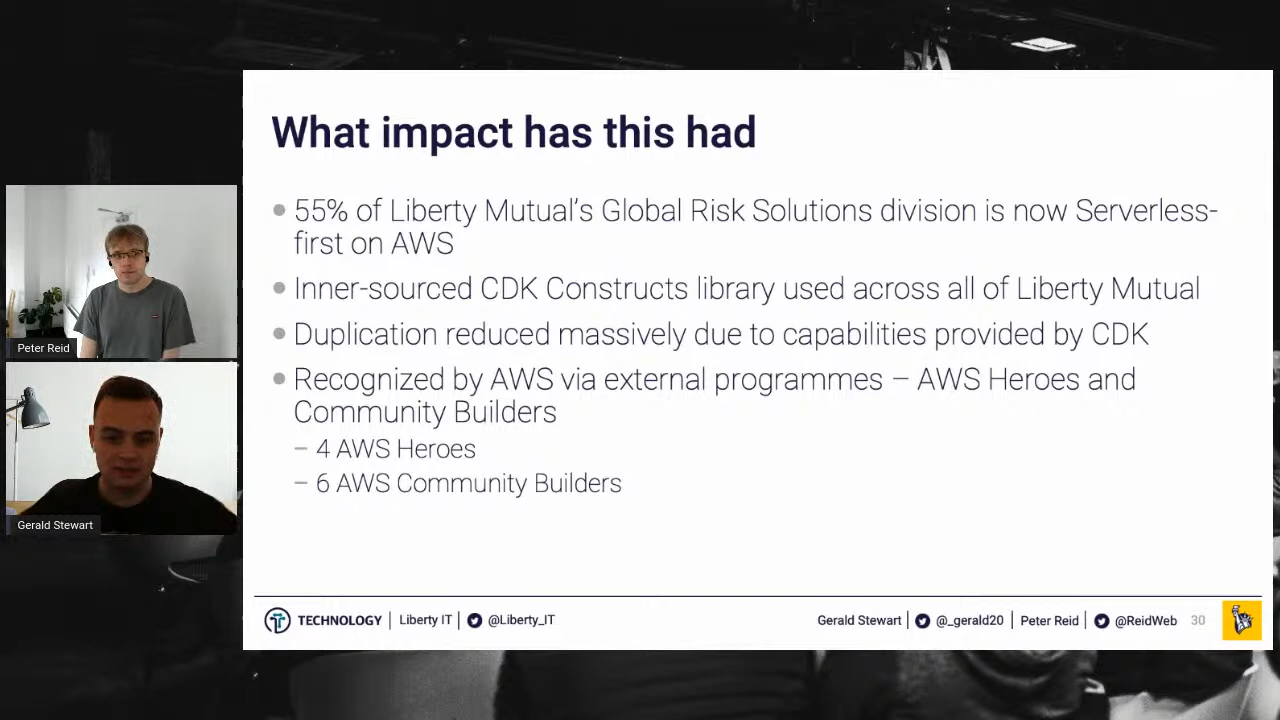 What impact has this had
55% of Liberty Mutual's Global Risk Solutions division is now Serverless-
first on AWS
Inner-sourced CDK Constructs library used across all of Liberty Mutual
Duplication reduced massively due to capabilities provided by CDK
Recognized by AWS via external programmes – AWS Heroes and
Community Builders
– 4 AWS Heroes
– 6 AWS Community Builders
Peter Reid
Gerald Stewart
TECHNOLOGY | Liberty IT | @Liberty_IT
Gerald Stewart | @_gerald20 | Peter Reid | @ReidWeb 30